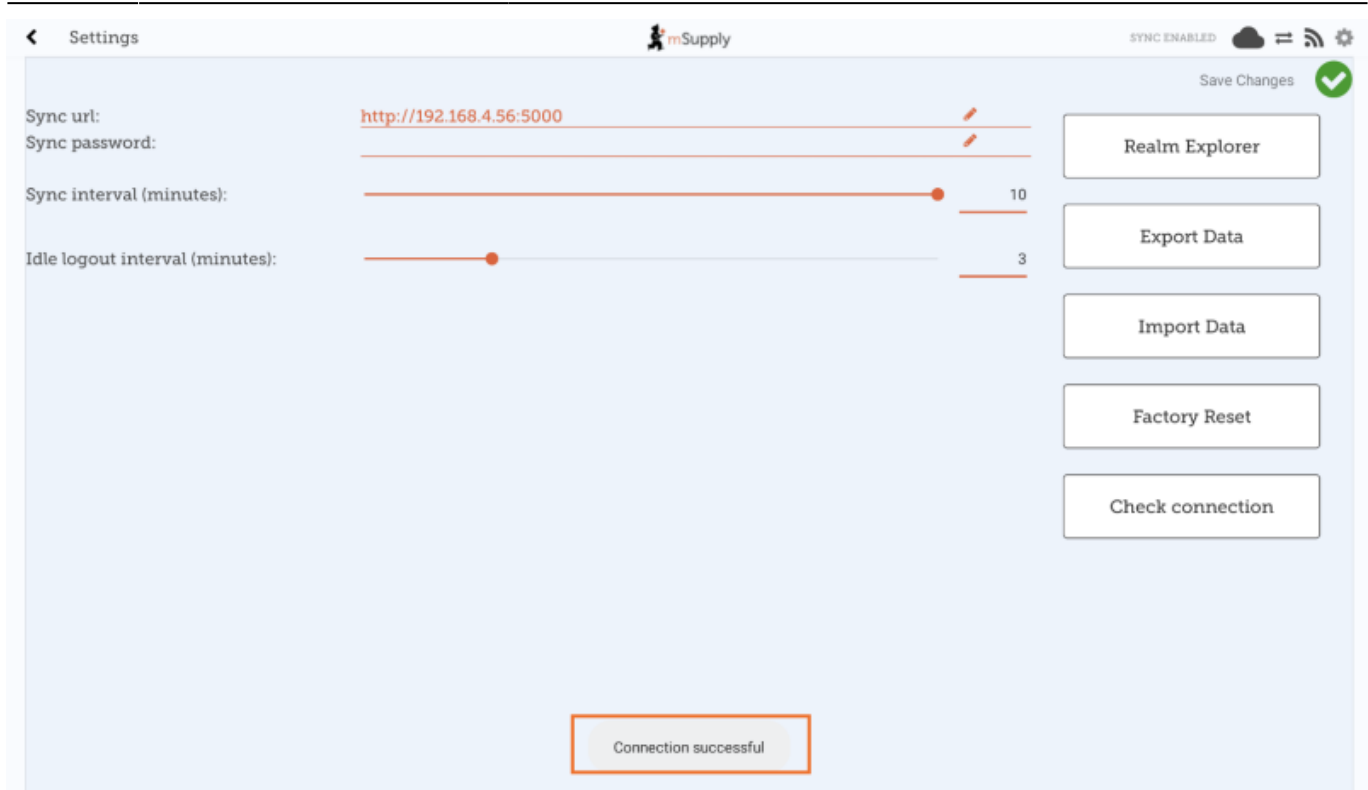 Settings
mSupply
SYNC ENABLED
Save Changes
Sync url: http://192.168.4.56:5000
Sync password:
Sync interval (minutes): 10
Idle logout interval (minutes): 3
Realm Explorer
Export Data
Import Data
Factory Reset
Check connection
Connection successful